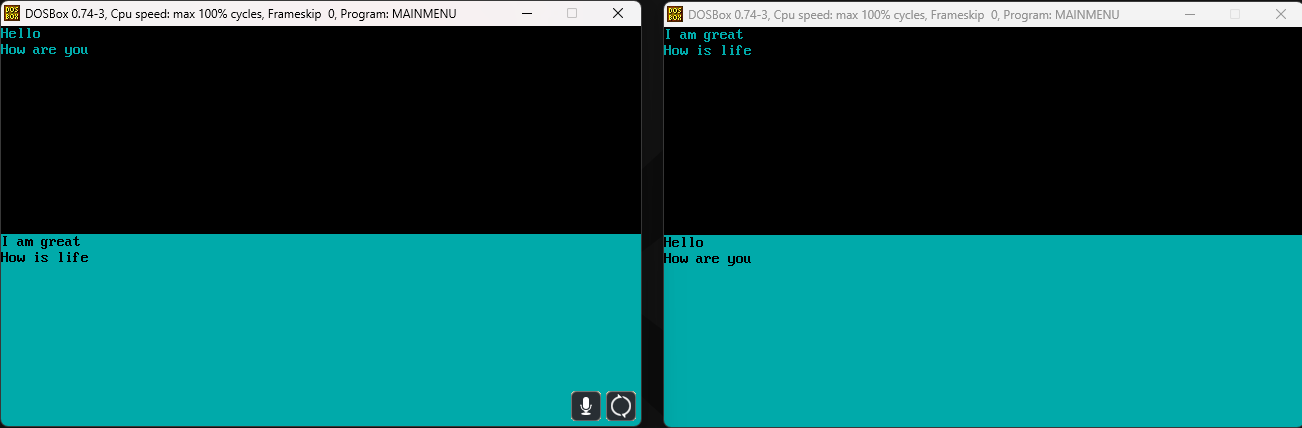 DOSBox 0.74-3, Cpu speed: max 100% cycles, Frameskip 0, Program: MAINMENU
Hello
How are you
I am great
How is life
DOSBox 0.74-3, Cpu speed: max 100% cycles, Frameskip 0, Program: MAINMENU
I am great
How is life
Hello
How are you